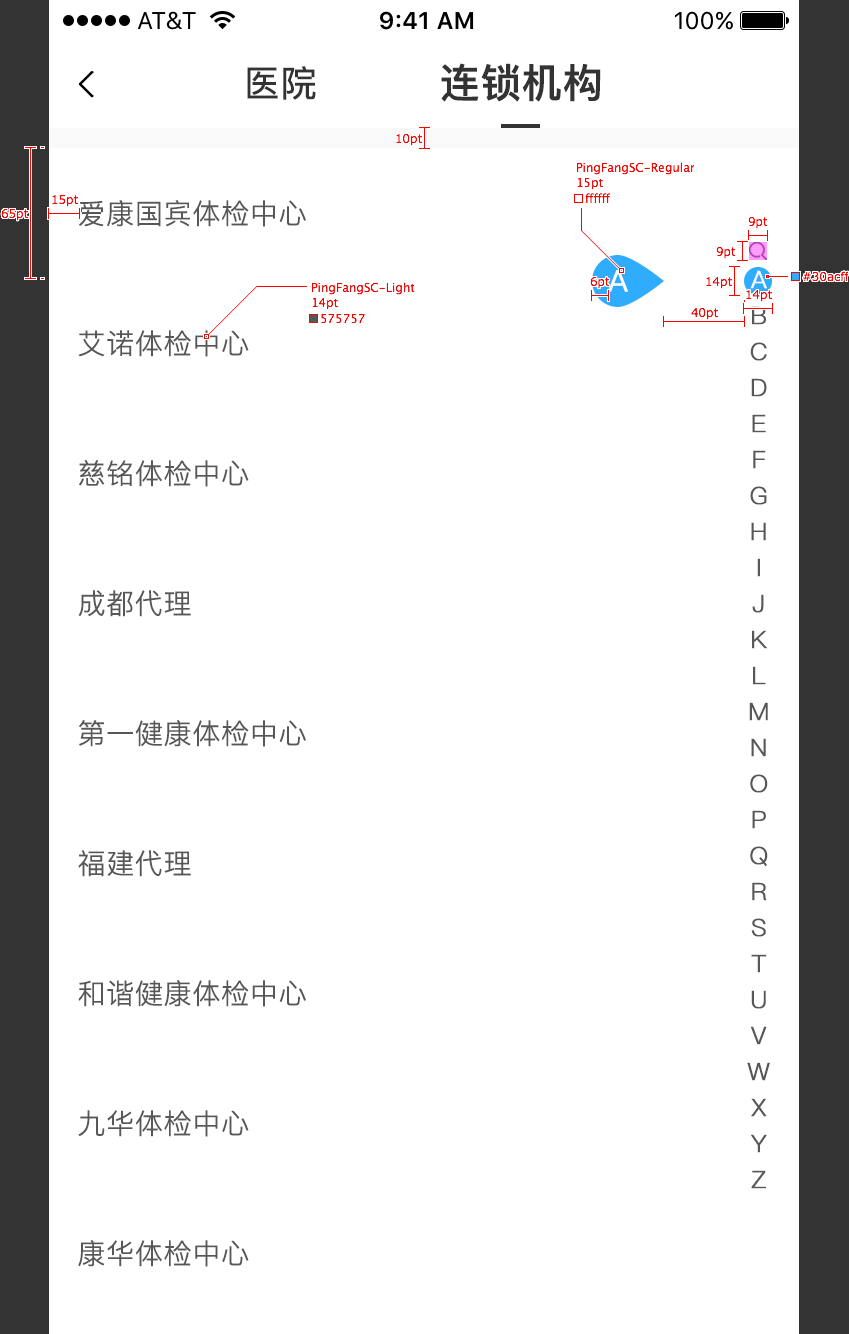 AT&T 9:41 AM 100%
医院 连锁机构
10pt
65pt
15pt
爱康国宾体检中心
PingFangSC-Regular
15pt
ffffff
9pt
9pt
6pt
A
14pt
A
#30acff
14pt
40pt
PingFangSC-Light
14pt
575757
艾诺体检中心
慈铭体检中心
成都代理
第一健康体检中心
福建代理
和谐健康体检中心
九华体检中心
康华体检中心
B
C
D
E
F
G
H
I
J
K
L
M
N
O
P
Q
R
S
T
U
V
W
X
Y
Z